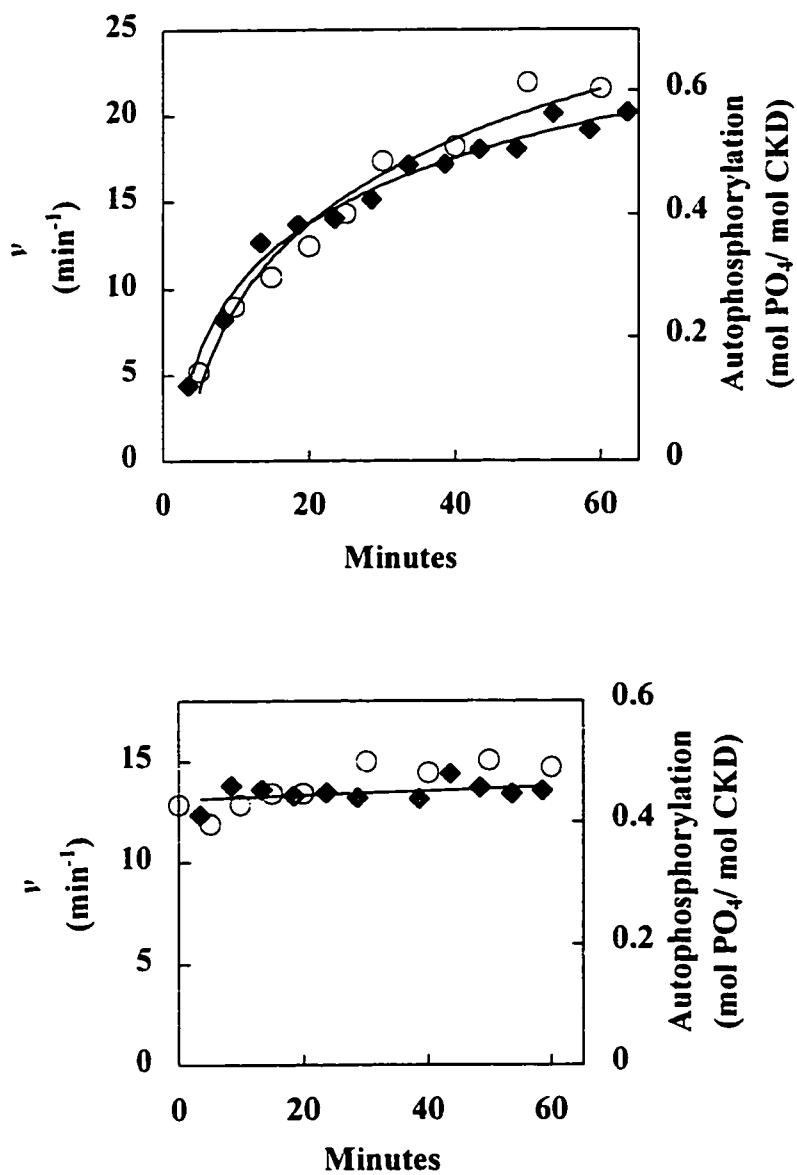 25
20
15
10
5
0
ν
(min⁻¹)
0.6
0.4
0.2
0
Autophosphorylation
(mol PO₄/ mol CKD)
0 20 40 60
Minutes
15
10
5
0
ν
(min⁻¹)
0.6
0.4
0.2
0
Autophosphorylation
(mol PO₄/ mol CKD)
0 20 40 60
Minutes